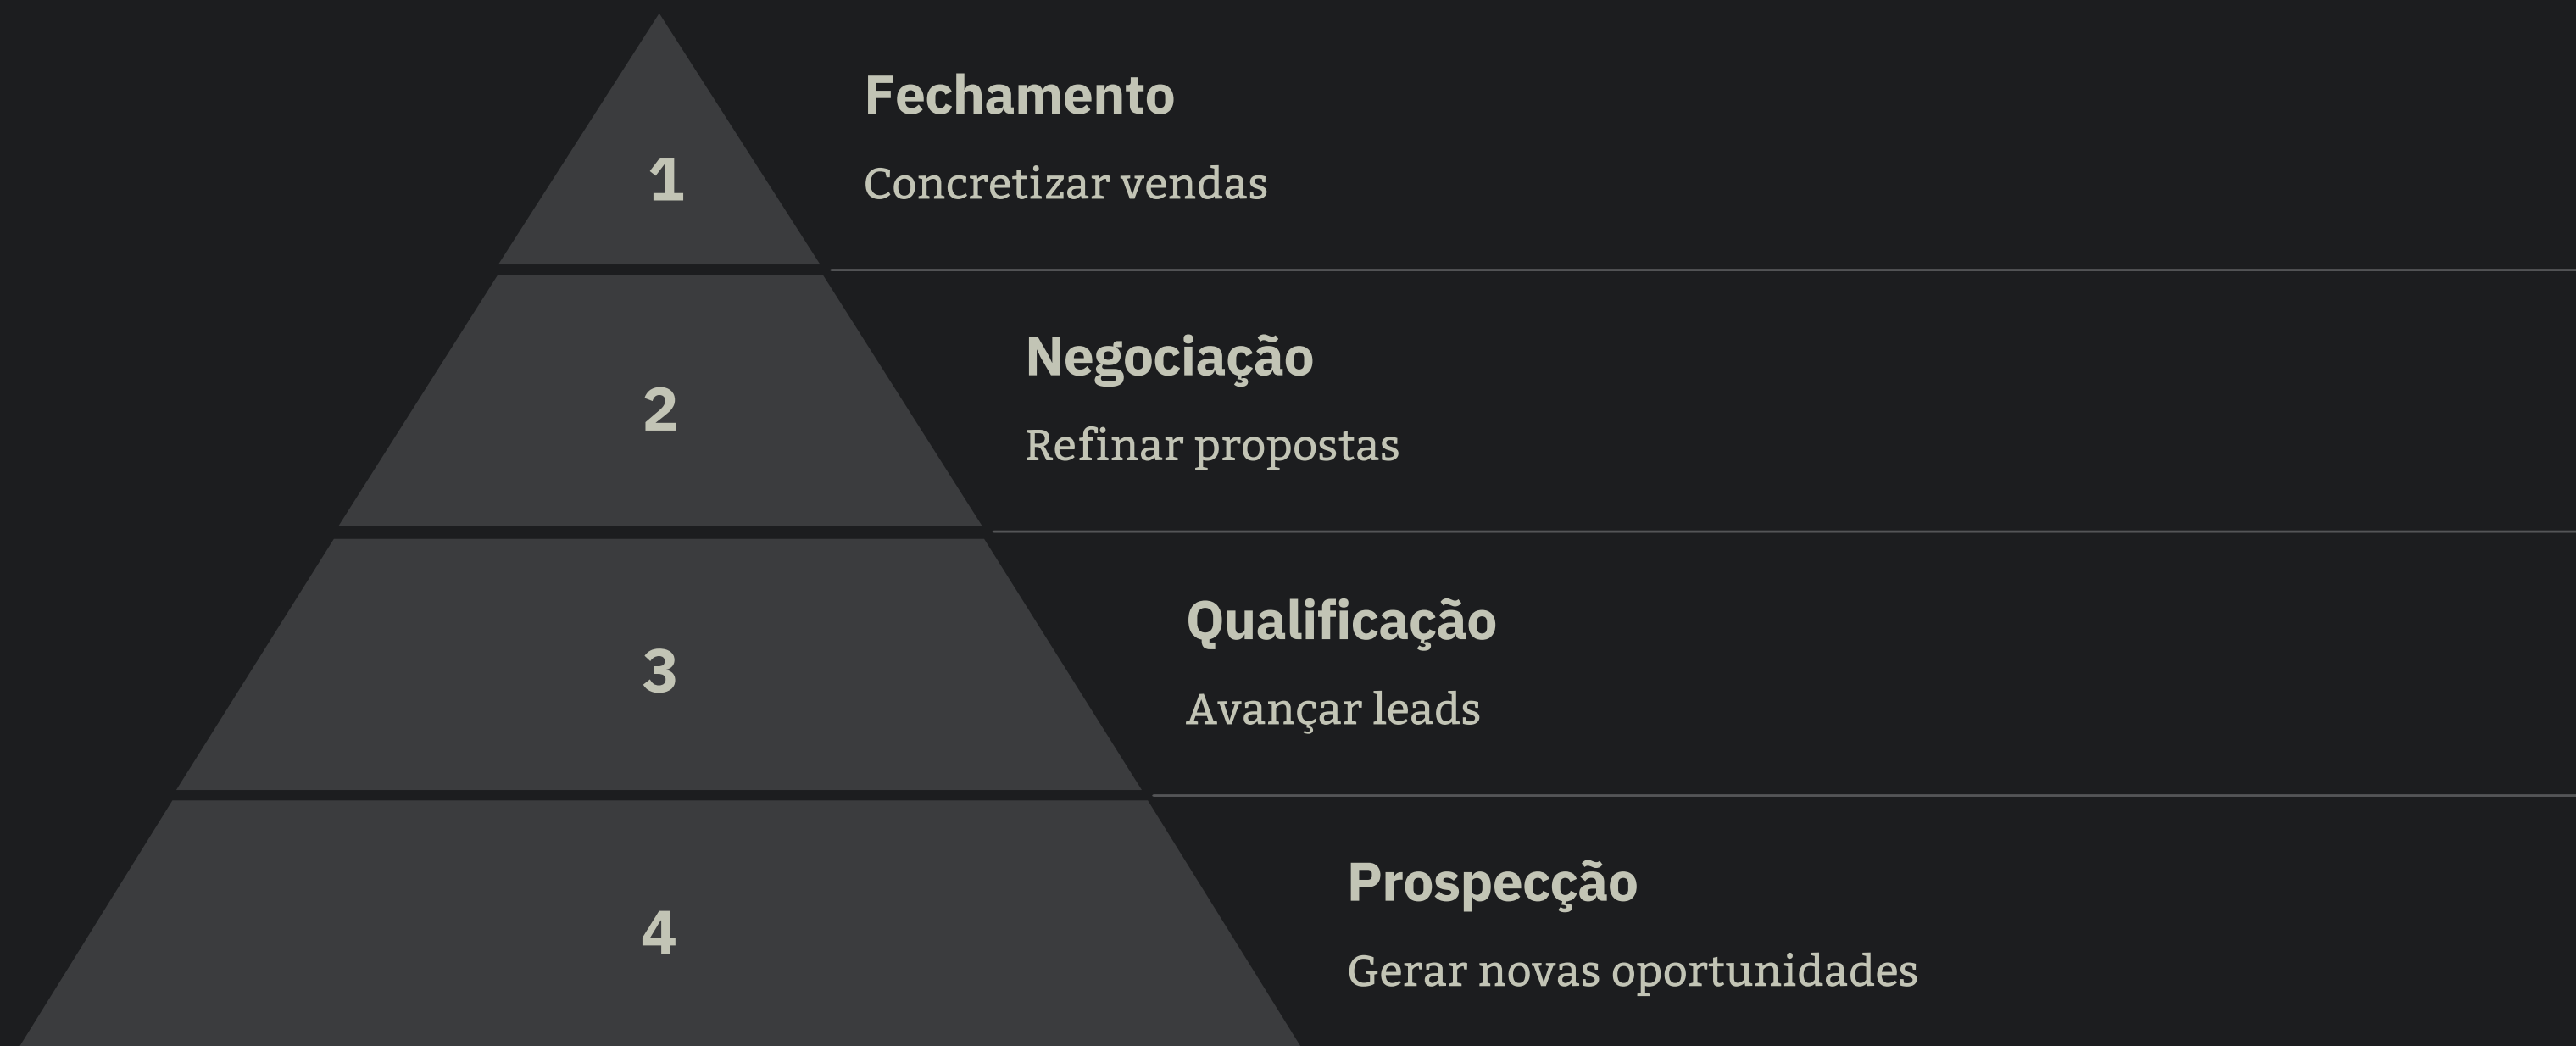 1
Fechamento
Concretizar vendas
2
Negociação
Refinar propostas
3
Qualificação
Avançar leads
4
Prospecção
Gerar novas oportunidades